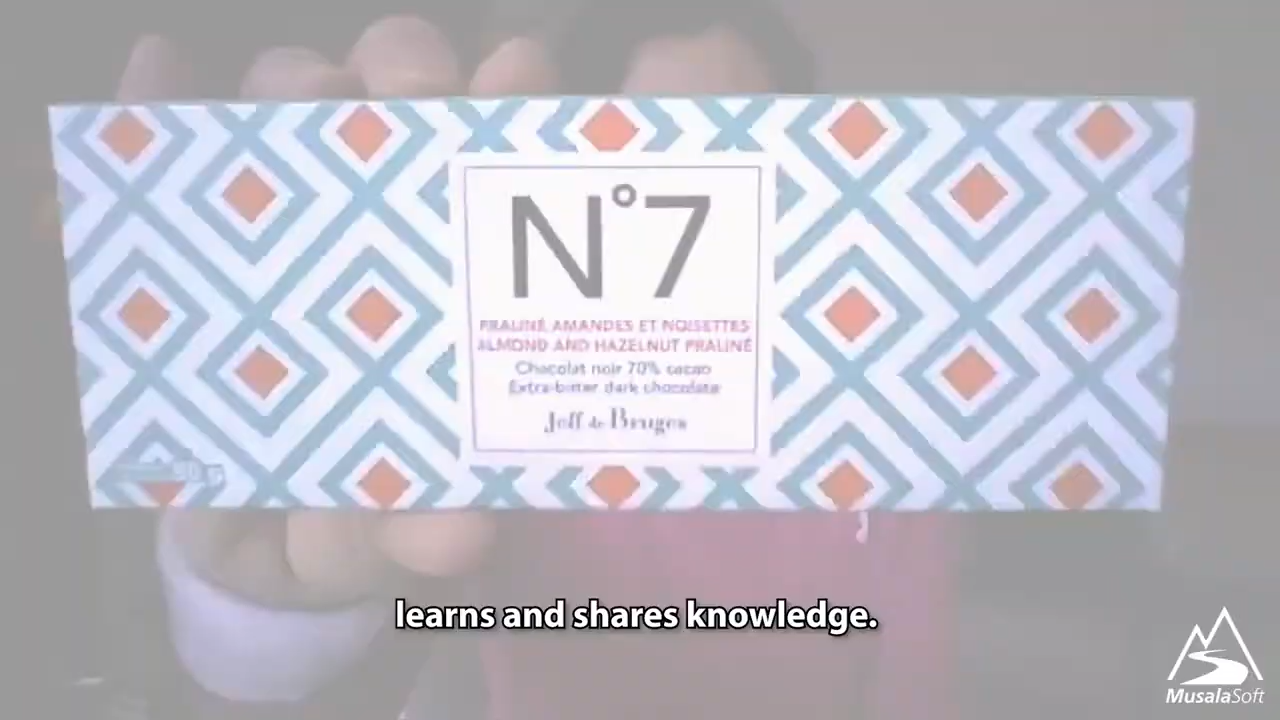 N°7
PRALINÉ AMANDES ET NOISETTES
ALMOND AND HAZELNUT PRALINÉ
Chocolat noir 70% cacao
Extra-bitter dark chocolate
Jeff de Bruges
learns and shares knowledge.
MusalaSoft